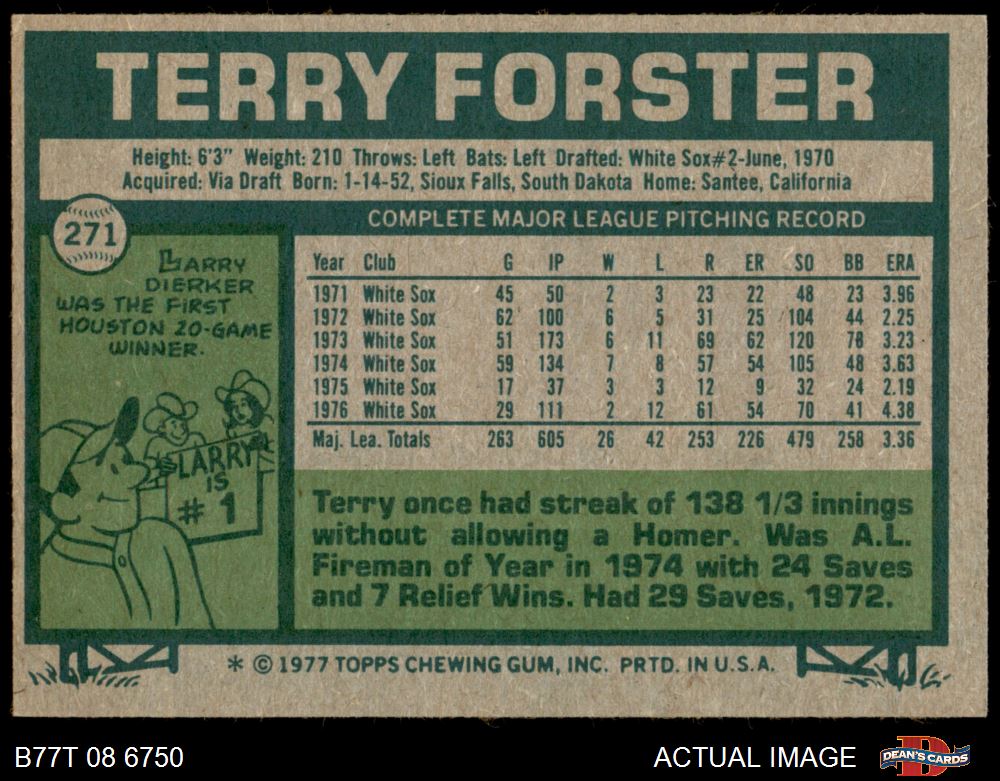 TERRY FORSTER
Height: 6'3" Weight: 210 Throws: Left Bats: Left Drafted: White Sox#2-June, 1970
Acquired: Via Draft Born: 1-14-52, Sioux Falls, South Dakota Home: Santee, California
271
LARRY
DIERKER
WAS THE FIRST
HOUSTON 20-GAME
WINNER.
LARRY
IS
# 1
COMPLETE MAJOR LEAGUE PITCHING RECORD
Year Club G IP W L R ER SO BB ERA
1971 White Sox 45 50 2 3 23 22 48 23 3.96
1972 White Sox 62 100 6 5 31 25 104 44 2.25
1973 White Sox 51 173 6 11 69 62 120 78 3.23
1974 White Sox 59 134 7 8 57 54 105 48 3.63
1975 White Sox 17 37 3 3 12 9 32 24 2.19
1976 White Sox 29 111 2 12 61 54 70 41 4.38
Maj. Lea. Totals 263 605 26 42 253 226 479 258 3.36
Terry once had streak of 138 1/3 innings
without allowing a Homer. Was A.L.
Fireman of Year in 1974 with 24 Saves
and 7 Relief Wins. Had 29 Saves, 1972.
* © 1977 TOPPS CHEWING GUM, INC. PRTD. IN U.S.A.
B77T 08 6750
ACTUAL IMAGE
DEAN'S CARDS